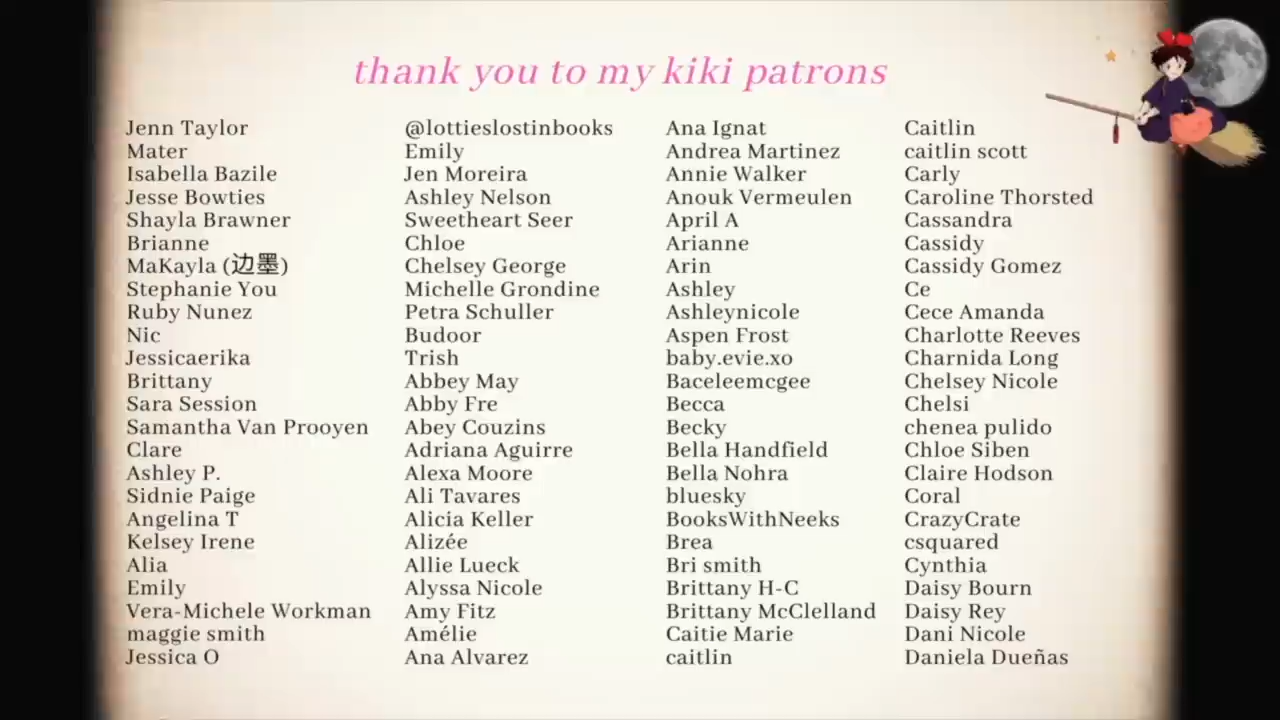 thank you to my kiki patrons
Jenn Taylor
Mater
Isabella Bazile
Jesse Bowties
Shayla Brawner
Brianne
MaKayla (边墨)
Stephanie You
Ruby Nunez
Nic
Jessicaerika
Brittany
Sara Session
Samantha Van Prooyen
Clare
Ashley P.
Sidnie Paige
Angelina T
Kelsey Irene
Alia
Emily
Vera-Michele Workman
maggie smith
Jessica O
@lottieslostinbooks
Emily
Jen Moreira
Ashley Nelson
Sweetheart Seer
Chloe
Chelsey George
Michelle Grondine
Petra Schuller
Budoor
Trish
Abbey May
Abby Fre
Abey Couzins
Adriana Aguirre
Alexa Moore
Ali Tavares
Alicia Keller
Alizée
Allie Lueck
Alyssa Nicole
Amy Fitz
Amélie
Ana Alvarez
Ana Ignat
Andrea Martinez
Annie Walker
Anouk Vermeulen
April A
Arianne
Arin
Ashley
Ashleynicole
Aspen Frost
baby.evie.xo
Baceleemcgee
Becca
Becky
Bella Handfield
Bella Nohra
bluesky
BooksWithNeeks
Brea
Bri smith
Brittany H-C
Brittany McClelland
Caitie Marie
caitlin
Caitlin
caitlin scott
Carly
Caroline Thorsted
Cassandra
Cassidy
Cassidy Gomez
Ce
Cece Amanda
Charlotte Reeves
Charnida Long
Chelsey Nicole
Chelsi
chenea pulido
Chloe Siben
Claire Hodson
Coral
CrazyCrate
csquared
Cynthia
Daisy Bourn
Daisy Rey
Dani Nicole
Daniela Dueñas